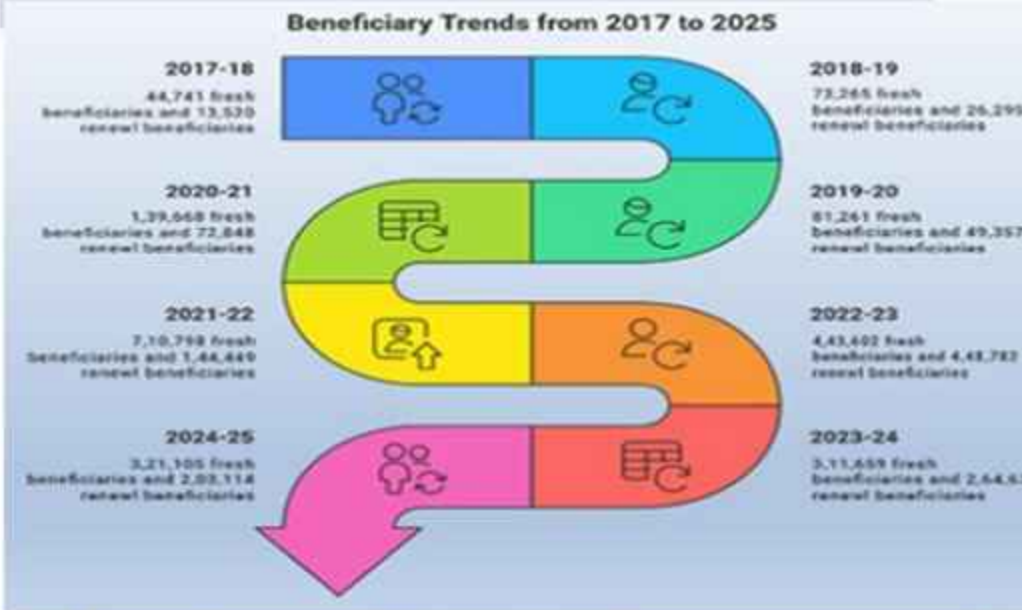 Beneficiary Trends from 2017 to 2025
2017-18
44,741 fresh
beneficiaries and 13,520
renewl beneficiaries
2018-19
73,265 fresh
beneficiaries and 26,295
renewl beneficiaries
2020-21
1,39,668 fresh
beneficiaries and 72,848
renewl beneficiaries
2019-20
81,261 fresh
beneficiaries and 49,357
renewl beneficiaries
2021-22
7,10,798 fresh
beneficiaries and 1,44,449
renewl beneficiaries
2022-23
4,43,602 fresh
beneficiaries and 4,48,782
renewl beneficiaries
2024-25
3,21,105 fresh
beneficiaries and 2,03,114
renewl beneficiaries
2023-24
3,11,659 fresh
beneficiaries and
renewl beneficiaries